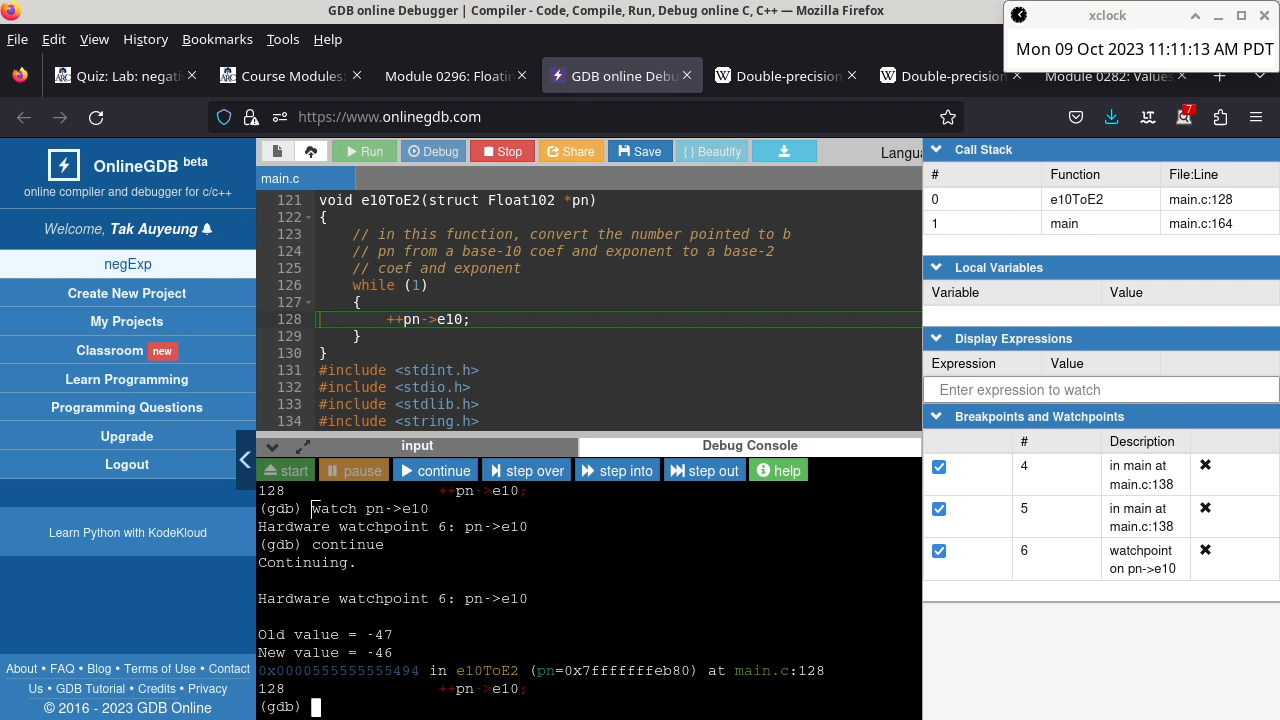 GDB online Debugger | Compiler - Code, Compile, Run, Debug online C, C++ — Mozilla Firefox
xclock
Mon 09 Oct 2023 11:11:13 AM PDT
File Edit View History Bookmarks Tools Help
Quiz: Lab: negati
Course Modules:
Module 0296: Floatin
GDB online Debu
Double-precision
Double-precision
Module 0282: Values
https://www.onlinegdb.com
7
OnlineGDB beta
online compiler and debugger for c/c++
Welcome, Tak Auyeung
negExp
Create New Project
My Projects
Classroom new
Learn Programming
Programming Questions
Upgrade
Logout
Learn Python with KodeKloud
About • FAQ • Blog • Terms of Use • Contact
Us • GDB Tutorial • Credits • Privacy
© 2016 - 2023 GDB Online
Run Debug Stop Share Save { } Beautify Langua
main.c
121 void e10ToE2(struct Float102 *pn)
122 {
123 // in this function, convert the number pointed to b
124 // pn from a base-10 coef and exponent to a base-2
125 // coef and exponent
126 while (1)
127 {
128 ++pn->e10;
129 }
130 }
131 #include <stdint.h>
132 #include <stdio.h>
133 #include <stdlib.h>
134 #include <string.h>
input
Debug Console
start pause continue step over step into step out help
128 ++pn->e10;
(gdb) watch pn->e10
Hardware watchpoint 6: pn->e10
(gdb) continue
Continuing.
Hardware watchpoint 6: pn->e10
Old value = -47
New value = -46
0x0000555555555494 in e10ToE2 (pn=0x7fffffffeb80) at main.c:128
128 ++pn->e10;
(gdb)
Call Stack
# Function File:Line
0 e10ToE2 main.c:128
1 main main.c:164
Local Variables
Variable Value
Display Expressions
Expression Value
Enter expression to watch
Breakpoints and Watchpoints
# Description
4 in main at
main.c:138
5 in main at
main.c:138
6 watchpoint
on pn->e10